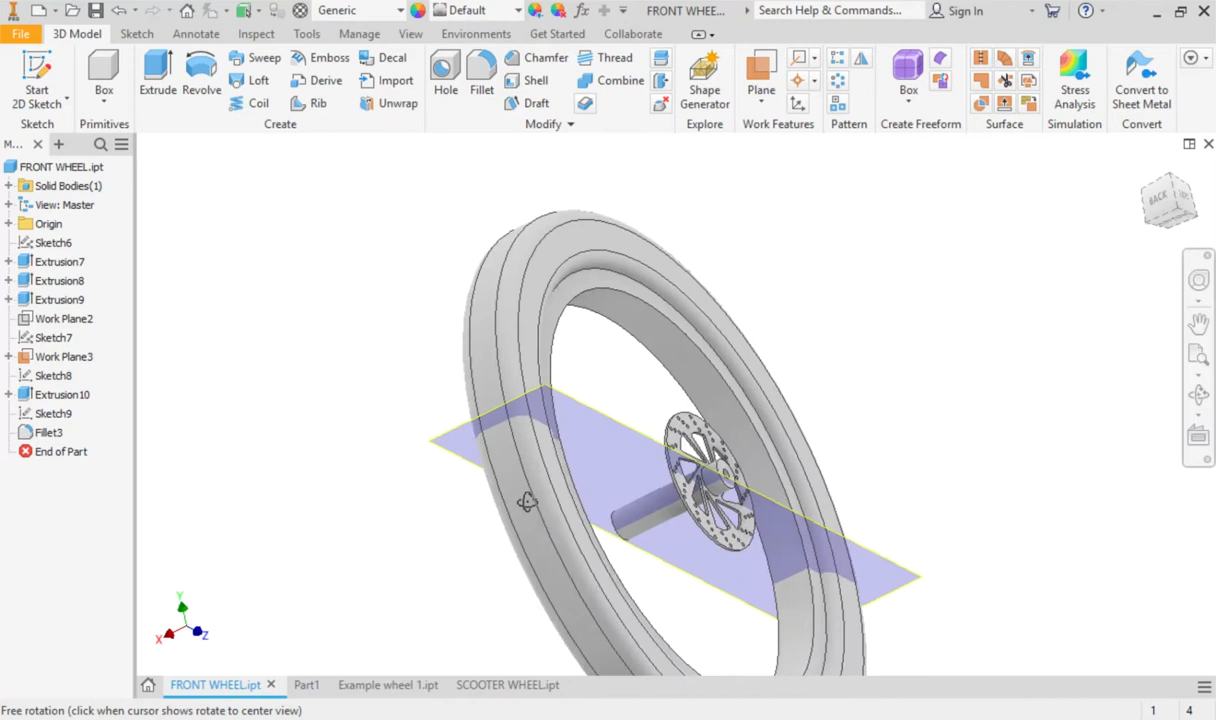 PRO
Generic
Default
FRONT WHEE...
Search Help & Commands...
Sign In
File
3D Model
Sketch
Annotate
Inspect
Tools
Manage
View
Environments
Get Started
Collaborate
Start
2D Sketch
Box
Extrude
Revolve
Sweep
Loft
Coil
Emboss
Derive
Rib
Decal
Import
Unwrap
Hole
Fillet
Chamfer
Shell
Draft
Thread
Combine
Shape
Generator
Plane
Box
Stress
Analysis
Convert to
Sheet Metal
Sketch
Primitives
Create
Modify
Explore
Work Features
Pattern
Create Freeform
Surface
Simulation
Convert
M...
FRONT WHEEL.ipt
Solid Bodies(1)
View: Master
Origin
Sketch6
Extrusion7
Extrusion8
Extrusion9
Work Plane2
Sketch7
Work Plane3
Sketch8
Extrusion10
Sketch9
Fillet3
End of Part
BACK
Y
X
Z
FRONT WHEEL.ipt
Part1
Example wheel 1.ipt
SCOOTER WHEEL.ipt
Free rotation (click when cursor shows rotate to center view)
1
4